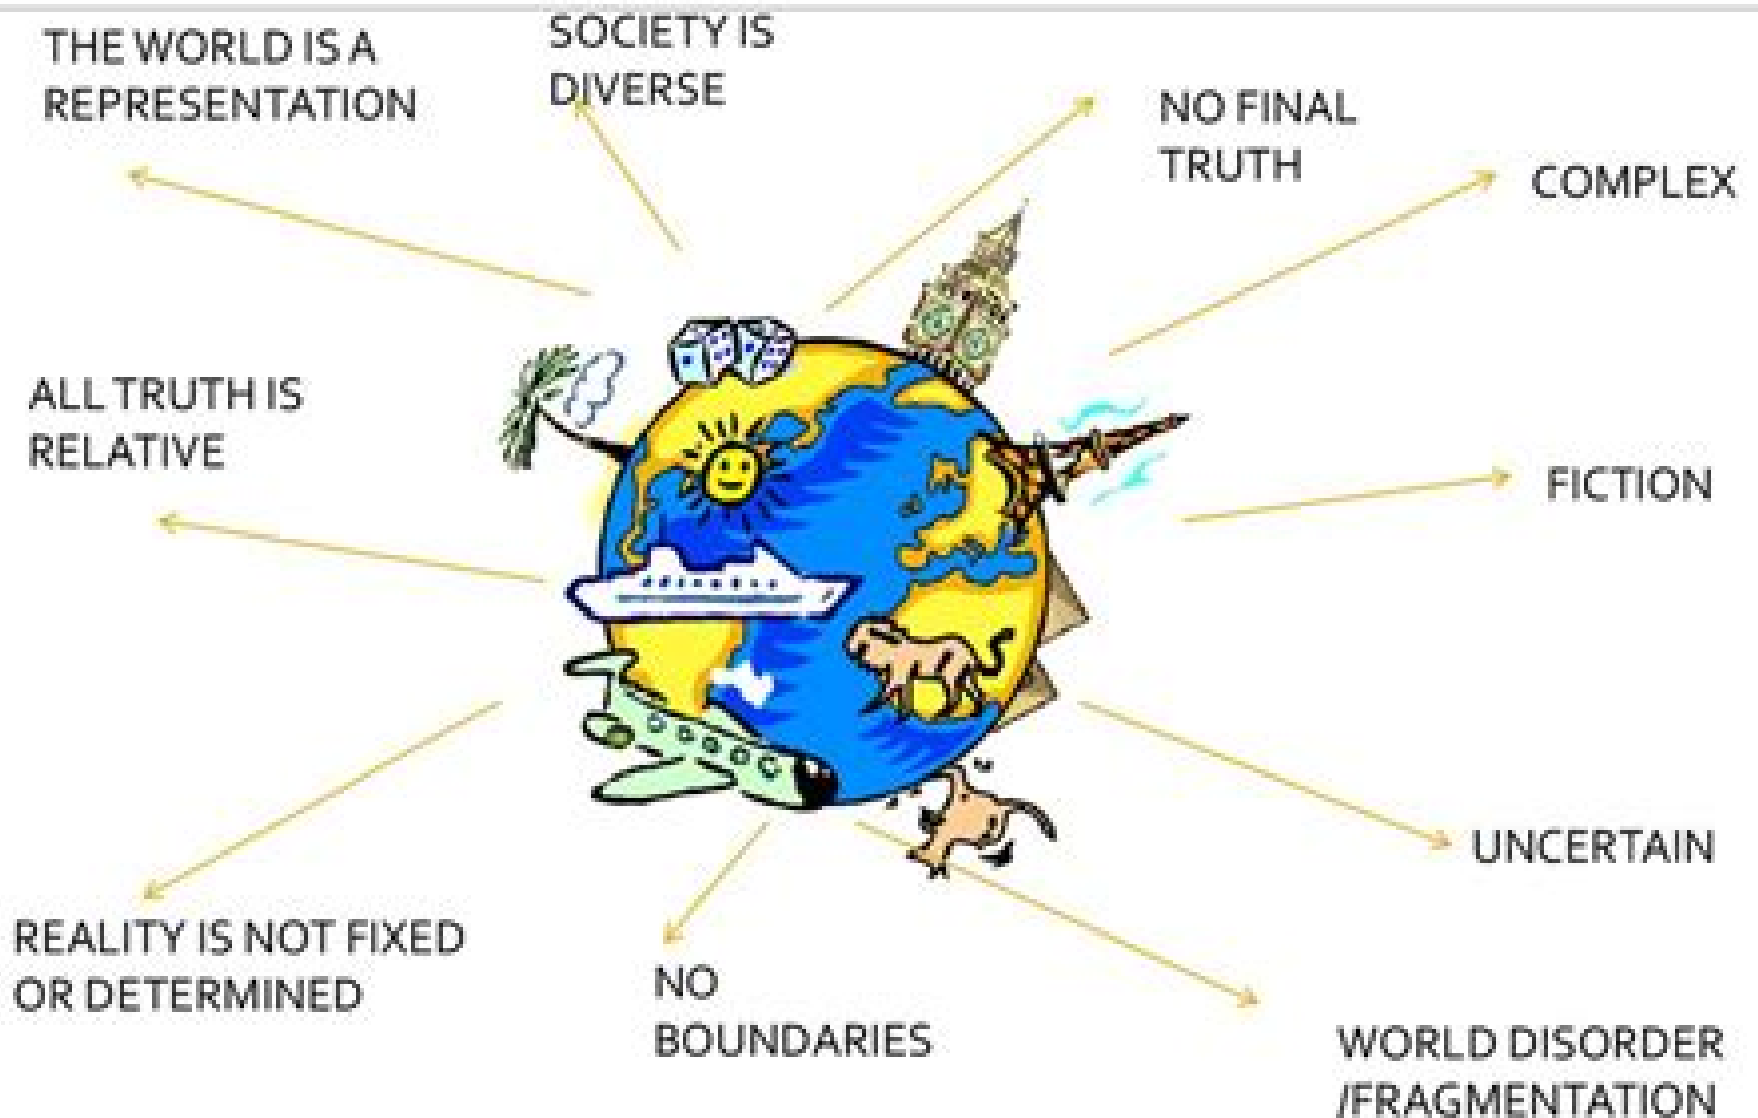 THE WORLD IS A
REPRESENTATION
SOCIETY IS
DIVERSE
NO FINAL
TRUTH
COMPLEX
ALL TRUTH IS
RELATIVE
FICTION
UNCERTAIN
REALITY IS NOT FIXED
OR DETERMINED
NO
BOUNDARIES
WORLD DISORDER
/FRAGMENTATION